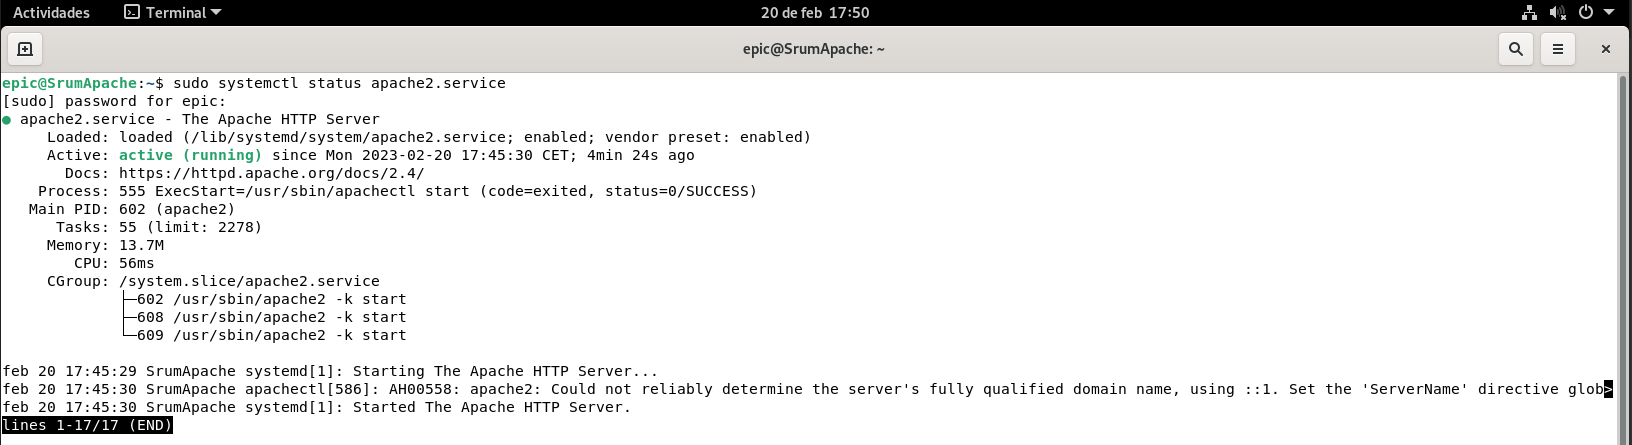 Actividades
Terminal
20 de feb 17:50
epic@SrumApache: ~
epic@SrumApache:~$ sudo systemctl status apache2.service
[sudo] password for epic:
● apache2.service - The Apache HTTP Server
     Loaded: loaded (/lib/systemd/system/apache2.service; enabled; vendor preset: enabled)
     Active: active (running) since Mon 2023-02-20 17:45:30 CET; 4min 24s ago
       Docs: https://httpd.apache.org/docs/2.4/
    Process: 555 ExecStart=/usr/sbin/apachectl start (code=exited, status=0/SUCCESS)
   Main PID: 602 (apache2)
      Tasks: 55 (limit: 2278)
     Memory: 13.7M
        CPU: 56ms
     CGroup: /system.slice/apache2.service
             ├─602 /usr/sbin/apache2 -k start
             ├─608 /usr/sbin/apache2 -k start
             └─609 /usr/sbin/apache2 -k start
feb 20 17:45:29 SrumApache systemd[1]: Starting The Apache HTTP Server...
feb 20 17:45:30 SrumApache apachectl[586]: AH00558: apache2: Could not reliably determine the server's fully qualified domain name, using ::1. Set the 'ServerName' directive glob>
feb 20 17:45:30 SrumApache systemd[1]: Started The Apache HTTP Server.
lines 1-17/17 (END)